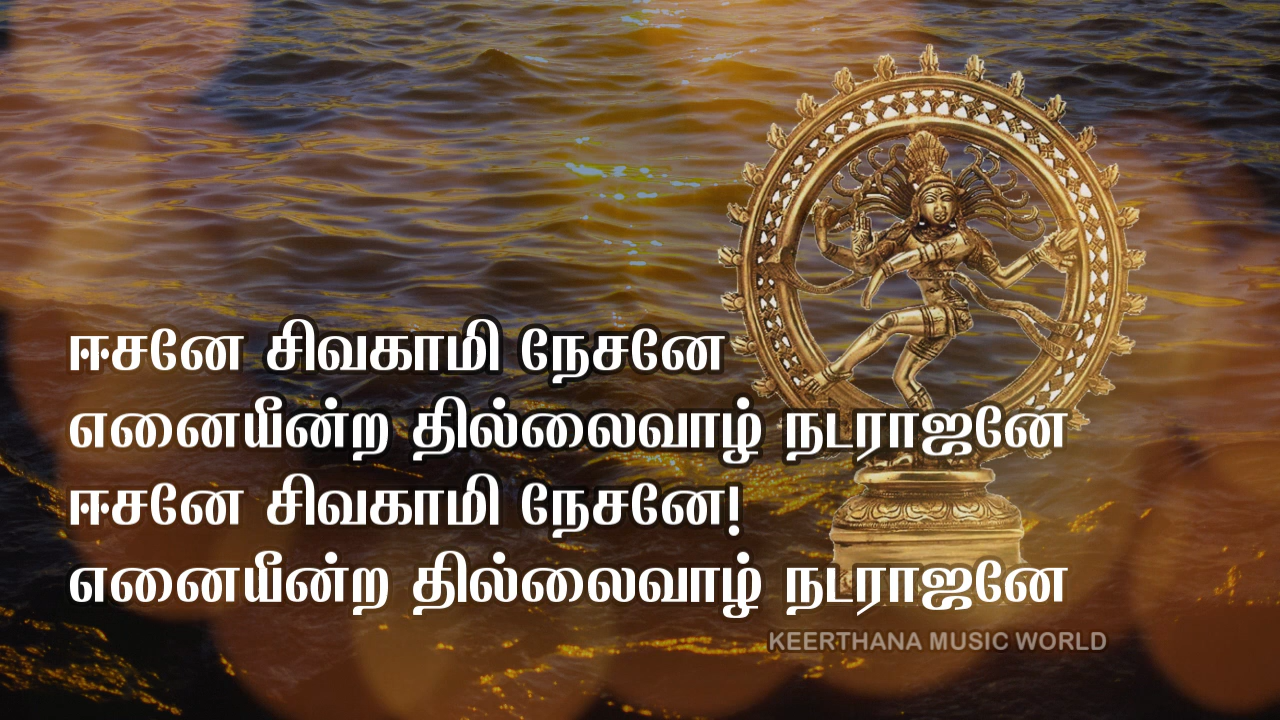 ஈசனே சிவகாமி நேசனே
எனையீன்ற தில்லைவாழ் நடராஜனே
ஈசனே சிவகாமி நேசனே!
எனையீன்ற தில்லைவாழ் நடராஜனே
KEERTHANA MUSIC WORLD